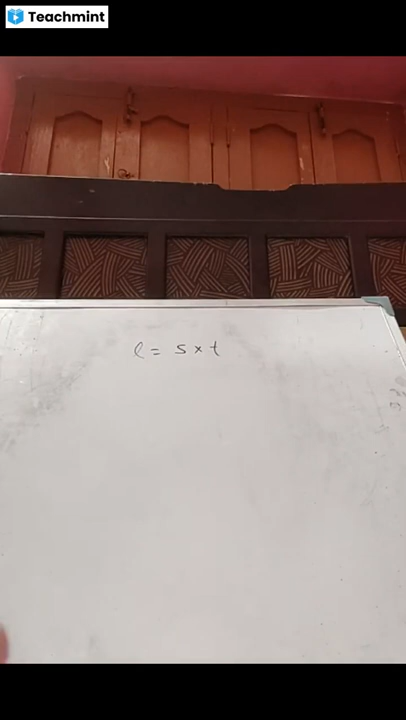 Teachmint
l = s × t